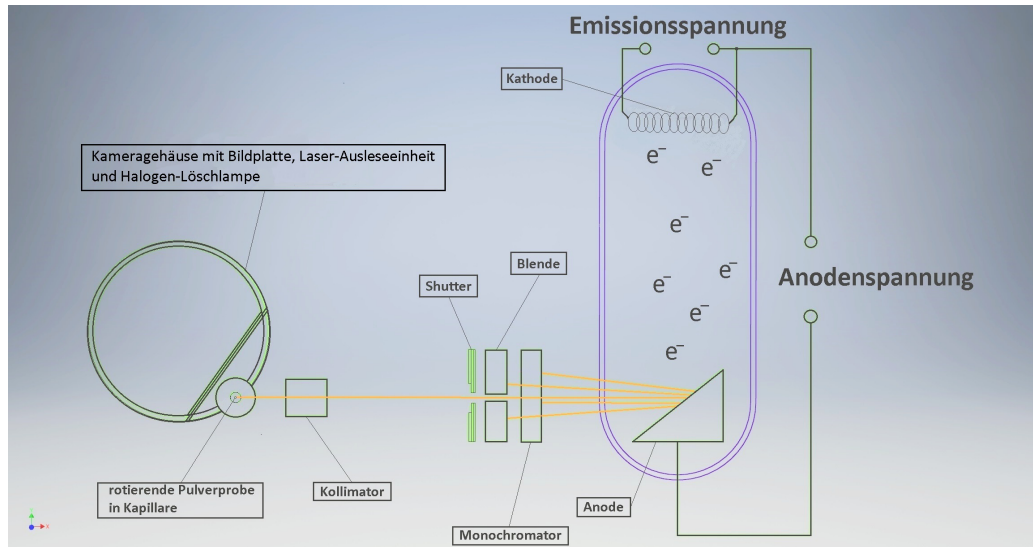 Emissionsspannung
Kathode
Kameragehäuse mit Bildplatte, Laser-Ausleseeinheit
und Halogen-Löschlampe
e⁻
e⁻
e⁻
Blende
e⁻
Anodenspannung
Shutter
e⁻
e⁻
e⁻
rotierende Pulverprobe
in Kapillare
Kollimator
Anode
Monochromator